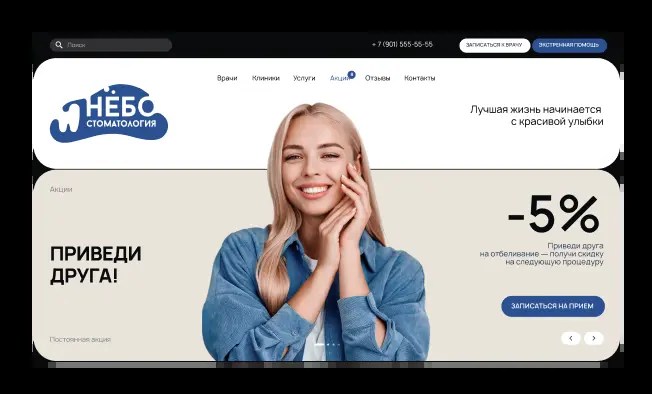 Поиск
+ 7 (901) 555-55-55
ЗАПИСАТЬСЯ К ВРАЧУ
ЭКСТРЕННАЯ ПОМОЩЬ
Врачи
Клиники
Услуги
Акции
Отзывы
Контакты
НЁБО
СТОМАТОЛОГИЯ
Лучшая жизнь начинается
с красивой улыбки
Акции
ПРИВЕДИ
ДРУГА!
-5%
Приведи друга
на отбеливание — получи скидку
на следующую процедуру
ЗАПИСАТЬСЯ НА ПРИЕМ
Постоянная акция